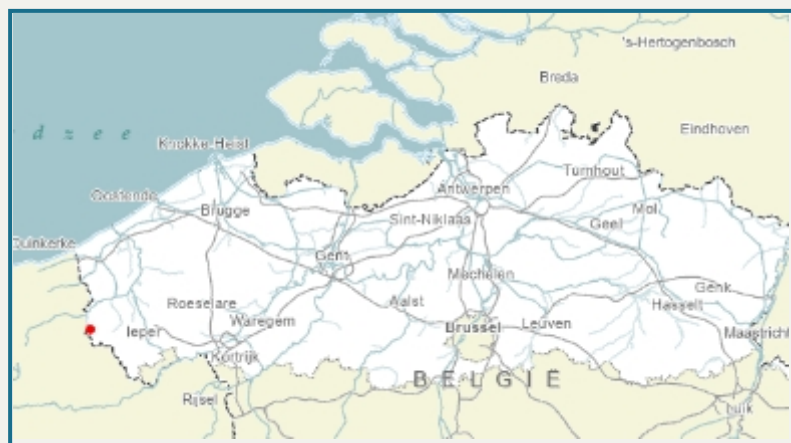 's-Hertogenbosch
Breda
d z e e
Eindhoven
Knokke-Heist
Turnhout
Antwerpen
Oostende
Mol
Brugge
Sint-Niklaas
Geel
Duinkerke
Gent
Mechelen
Genk
Roeselare
Aalst
Hasselt
Waregem
Ieper
Brussel
Leuven
Maastricht
Kortrijk
BELGIË
Rijsel
Luik